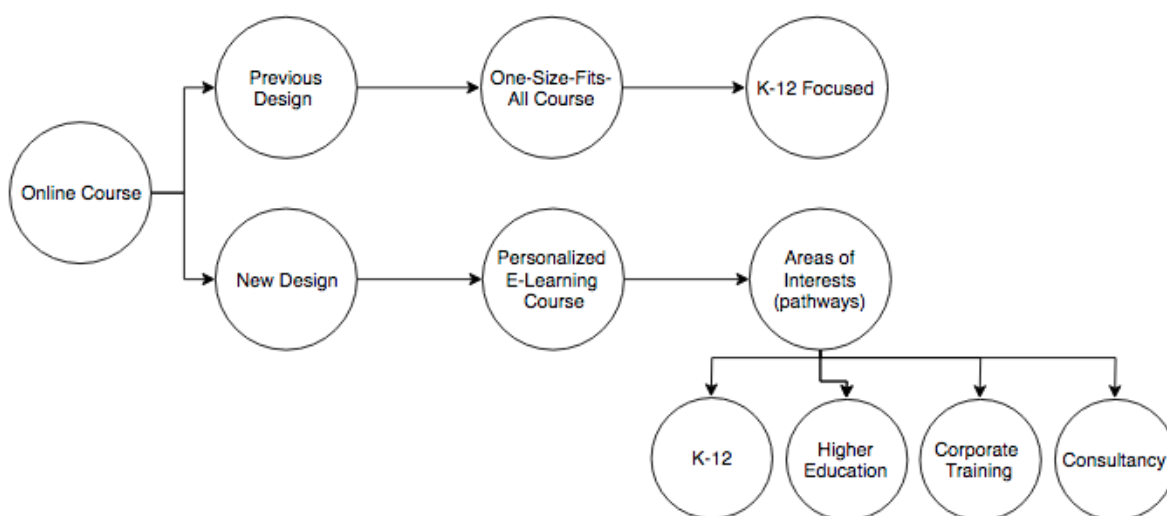 Previous
Design
One-Size-Fits-
All Course
K-12 Focused
Online Course
New Design
Personalized
E-Learning
Course
Areas of
Interests
(pathways)
K-12
Higher
Education
Corporate
Training
Consultancy